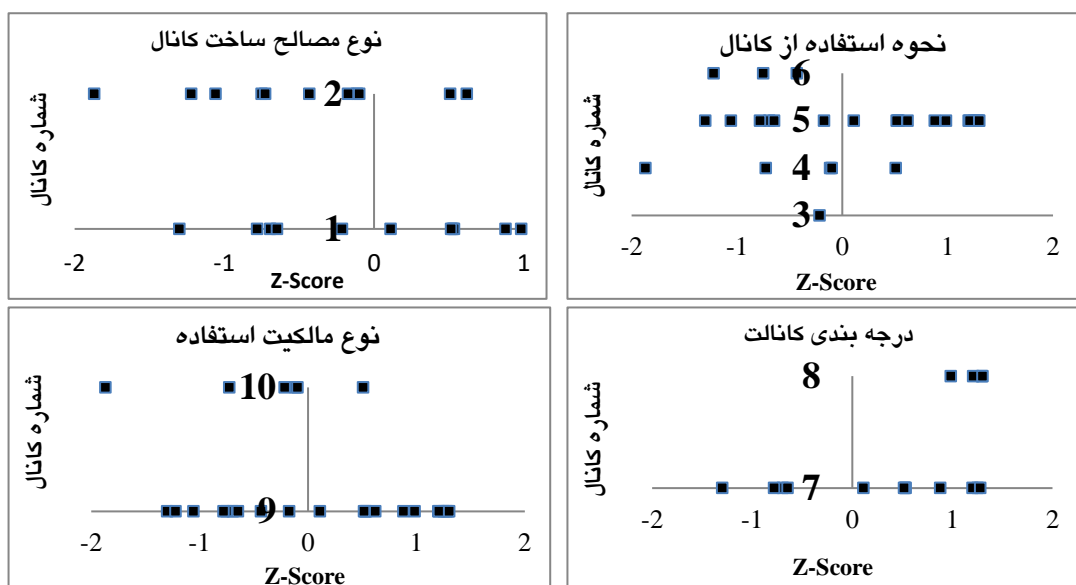 نوع مصالح ساخت کانال
شماره کانال
2
1
-2
-1
0
1
Z-Score
نحوه استفاده از کانال
شماره کانال
6
5
4
3
-2
-1
0
1
2
Z-Score
نوع مالکیت استفاده
شماره کانال
10
9
-2
-1
0
1
2
Z-Score
درجه بندی کانالت
شماره کانال
8
7
-2
-1
0
1
2
Z-Score